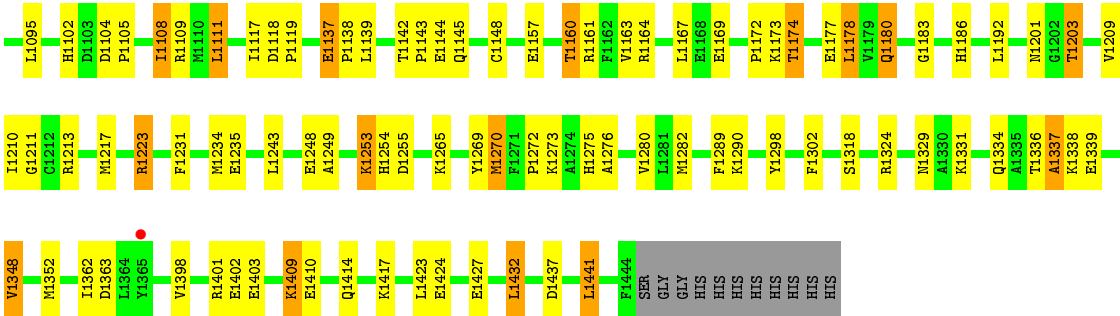 L1095 H1102 D1103 D1104 P1105 I1108 R1109 M1110 L1111 I1117 D1118 P1119 E1137 P1138 L1139 T1142 P1143 E1144 Q1145 C1148 E1157 T1160 R1161 F1162 V1163 R1164 L1167 E1168 E1169 P1172 K1173 T1174 E1177 L1178 V1179 Q1180 G1183 H1186 L1192 N1201 G1202 T1203 V1209
I1210 G1211 C1212 R1213 M1217 R1223 F1231 M1234 E1235 L1243 E1248 A1249 K1253 H1254 D1255 K1265 Y1269 M1270 F1271 P1272 K1273 A1274 H1275 A1276 V1280 L1281 M1282 F1289 K1290 Y1298 F1302 S1318 R1324 N1329 A1330 K1331 Q1334 A1335 T1336 A1337 K1338 E1339
V1348 M1352 I1362 D1363 L1364 Y1365 V1398 R1401 E1402 E1403 K1409 E1410 Q1414 K1417 L1423 E1424 E1427 L1432 D1437 L1441 F1444 SER GLY GLY HIS HIS HIS HIS HIS HIS HIS HIS